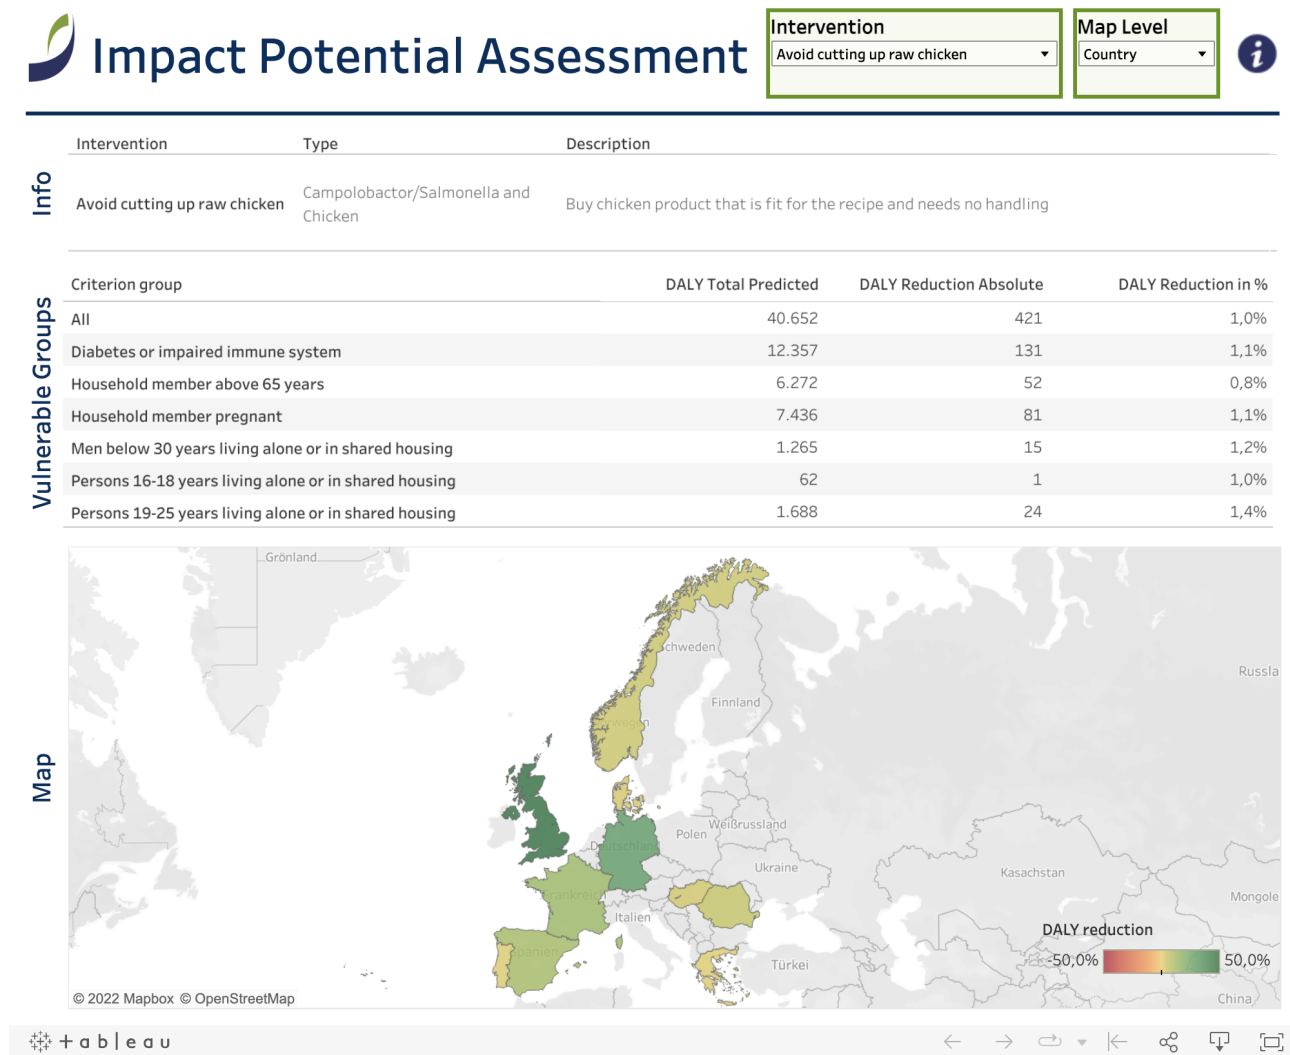 Impact Potential Assessment
Intervention
Avoid cutting up raw chicken
Map Level
Country
i
Info
Intervention Type Description
Avoid cutting up raw chicken
Campolobactor/Salmonella and
Chicken
Buy chicken product that is fit for the recipe and needs no handling
Vulnerable Groups
Criterion group DALY Total Predicted DALY Reduction Absolute DALY Reduction in %
All 40.652 421 1,0%
Diabetes or impaired immune system 12.357 131 1,1%
Household member above 65 years 6.272 52 0,8%
Household member pregnant 7.436 81 1,1%
Men below 30 years living alone or in shared housing 1.265 15 1,2%
Persons 16-18 years living alone or in shared housing 62 1 1,0%
Persons 19-25 years living alone or in shared housing 1.688 24 1,4%
Map
Grönland
Schweden
Russla
Finnland
Norwegen
Weißrussland
Polen
Deutschland
Ukraine
Kasachstan
Frankreich
Mongole
Italien
Spanien
Türkei
China
DALY reduction
-50,0% 50,0%
© 2022 Mapbox © OpenStreetMap
+ableau